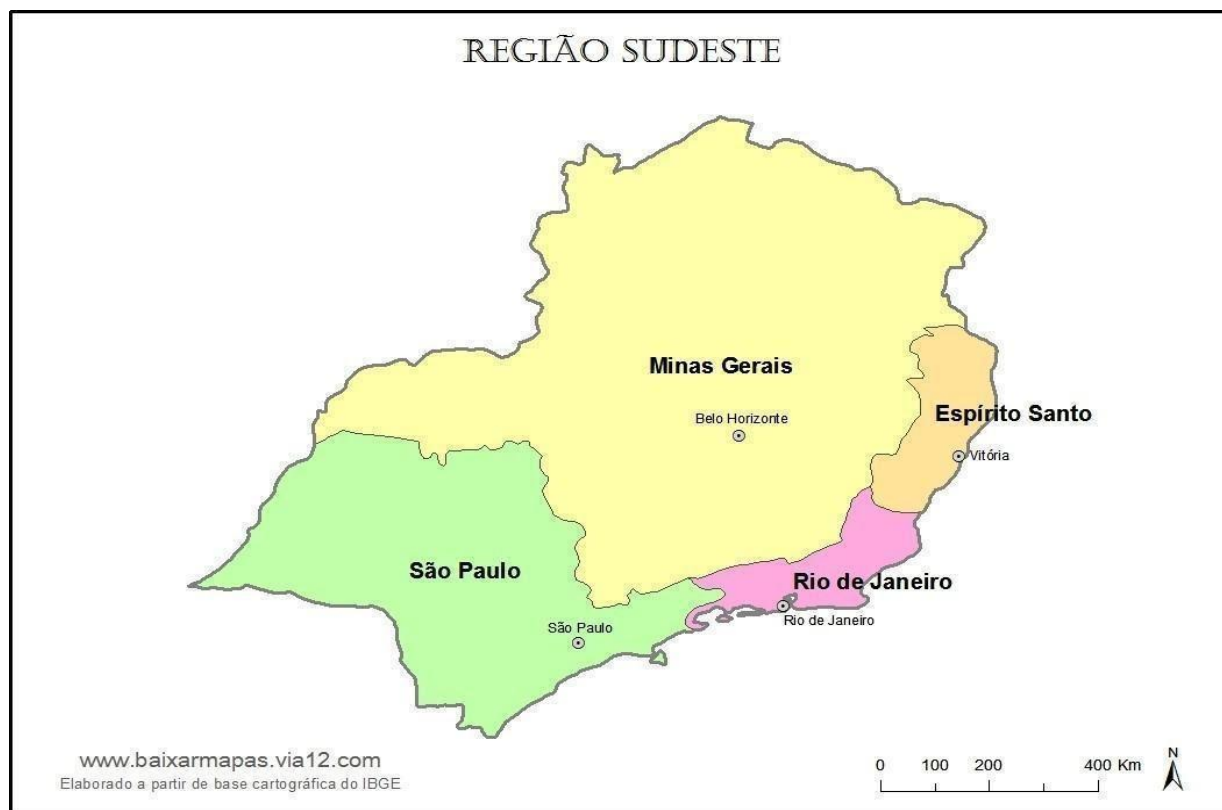 REGIÃO SUDESTE
Minas Gerais
Belo Horizonte
Espírito Santo
Vitória
São Paulo
Rio de Janeiro
São Paulo
Rio de Janeiro
www.baixarmapas.via12.com
Elaborado a partir de base cartográfica do IBGE
0 100 200 400 Km
N